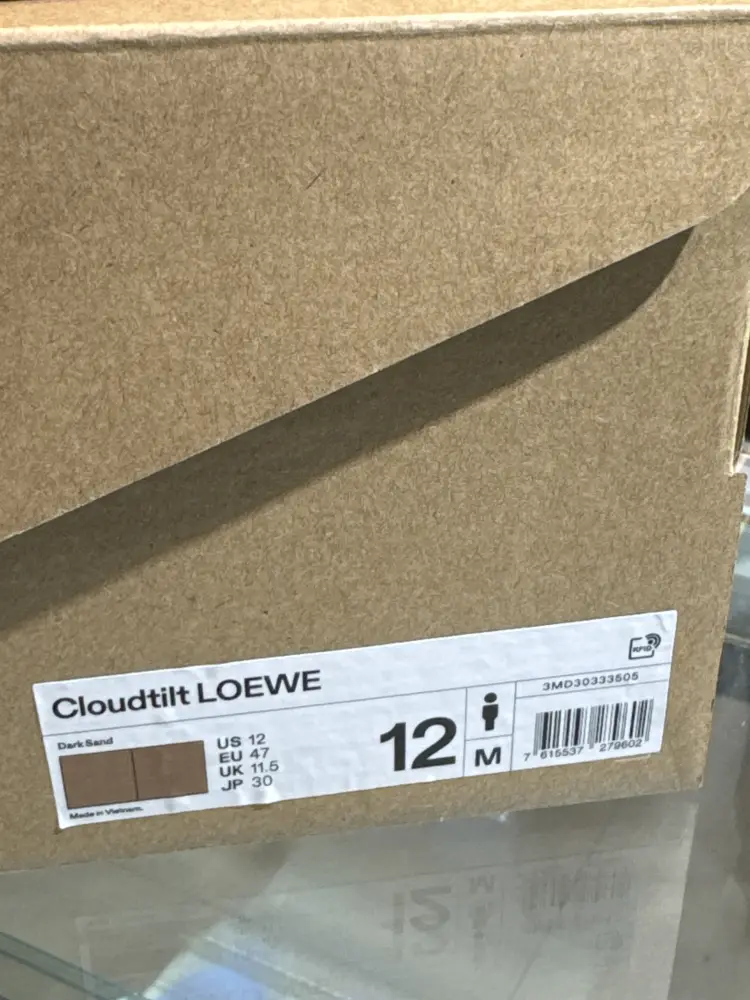 Cloudtilt LOEWE
RFID
Dark Sand
Made in Vietnam.
US 12
EU 47
UK 11.5
JP 30
12
M
3MD30333505
7 615537 279602